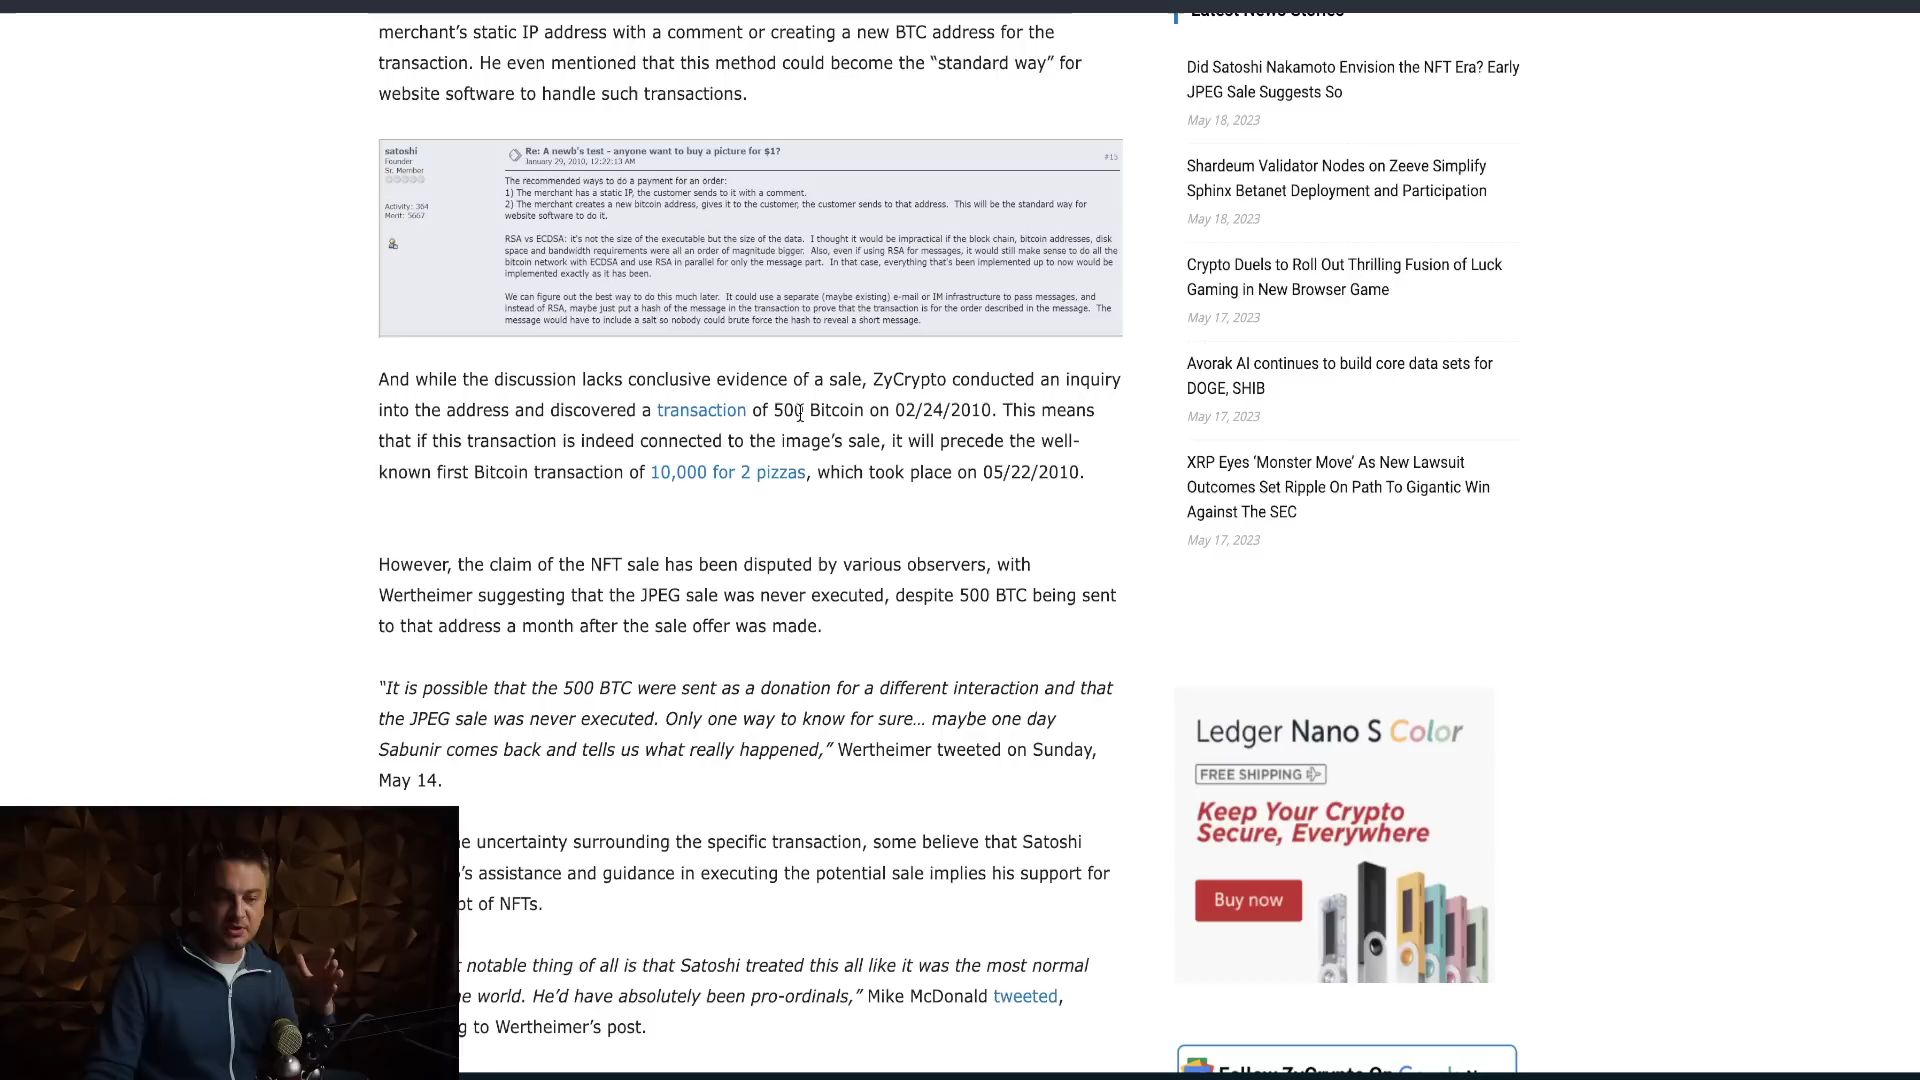 Latest News Stories
merchant's static IP address with a comment or creating a new BTC address for the
transaction. He even mentioned that this method could become the “standard way” for
website software to handle such transactions.
satoshi
Founder
Sr. Member
Activity: 364
Merit: 5667
Re: A newb's test - anyone want to buy a picture for $1?
January 29, 2010, 12:22:13 AM
#15
The recommended ways to do a payment for an order:
1) The merchant has a static IP, the customer sends to it with a comment.
2) The merchant creates a new bitcoin address, gives it to the customer, the customer sends to that address.  This will be the standard way for
website software to do it.
RSA vs ECDSA: it's not the size of the executable but the size of the data.  I thought it would be impractical if the block chain, bitcoin addresses, disk
space and bandwidth requirements were all an order of magnitude bigger.  Also, even if using RSA for messages, it would still make sense to do all the
bitcoin network with ECDSA and use RSA in parallel for only the message part.  In that case, everything that's been implemented up to now would be
implemented exactly as it has been.
We can figure out the best way to do this much later.  It could use a separate (maybe existing) e-mail or IM infrastructure to pass messages, and
instead of RSA, maybe just put a hash of the message in the transaction to prove that the transaction is for the order described in the message.  The
message would have to include a salt so nobody could brute force the hash to reveal a short message.
And while the discussion lacks conclusive evidence of a sale, ZyCrypto conducted an inquiry
into the address and discovered a transaction of 500 Bitcoin on 02/24/2010. This means
that if this transaction is indeed connected to the image’s sale, it will precede the well-
known first Bitcoin transaction of 10,000 for 2 pizzas, which took place on 05/22/2010.
However, the claim of the NFT sale has been disputed by various observers, with
Wertheimer suggesting that the JPEG sale was never executed, despite 500 BTC being sent
to that address a month after the sale offer was made.
“It is possible that the 500 BTC were sent as a donation for a different interaction and that
the JPEG sale was never executed. Only one way to know for sure… maybe one day
Sabunir comes back and tells us what really happened,” Wertheimer tweeted on Sunday,
May 14.
e uncertainty surrounding the specific transaction, some believe that Satoshi
’s assistance and guidance in executing the potential sale implies his support for
pt of NFTs.
notable thing of all is that Satoshi treated this all like it was the most normal
e world. He’d have absolutely been pro-ordinals,” Mike McDonald tweeted,
g to Wertheimer’s post.
Did Satoshi Nakamoto Envision the NFT Era? Early
JPEG Sale Suggests So
May 18, 2023
Shardeum Validator Nodes on Zeeve Simplify
Sphinx Betanet Deployment and Participation
May 18, 2023
Crypto Duels to Roll Out Thrilling Fusion of Luck
Gaming in New Browser Game
May 17, 2023
Avorak AI continues to build core data sets for
DOGE, SHIB
May 17, 2023
XRP Eyes ‘Monster Move’ As New Lawsuit
Outcomes Set Ripple On Path To Gigantic Win
Against The SEC
May 17, 2023
Ledger Nano S Color
FREE SHIPPING
Keep Your Crypto
Secure, Everywhere
Buy now
Follow ZyCrypto On Google